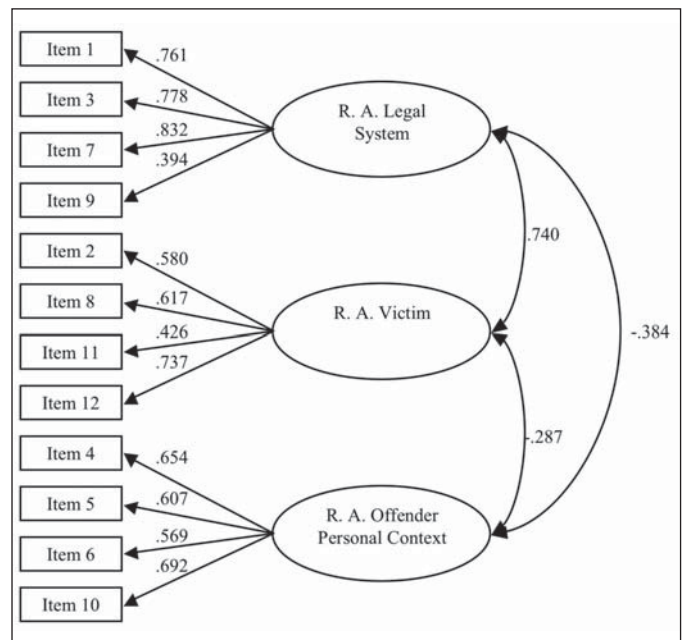 Item 1
.761
Item 3
.778
Item 7
.832
Item 9
.394
R. A. Legal
System
Item 2
.580
Item 8
.617
Item 11
.426
Item 12
.737
R. A. Victim
Item 4
.654
Item 5
.607
Item 6
.569
Item 10
.692
R. A. Offender
Personal Context
.740
-.384
-.287